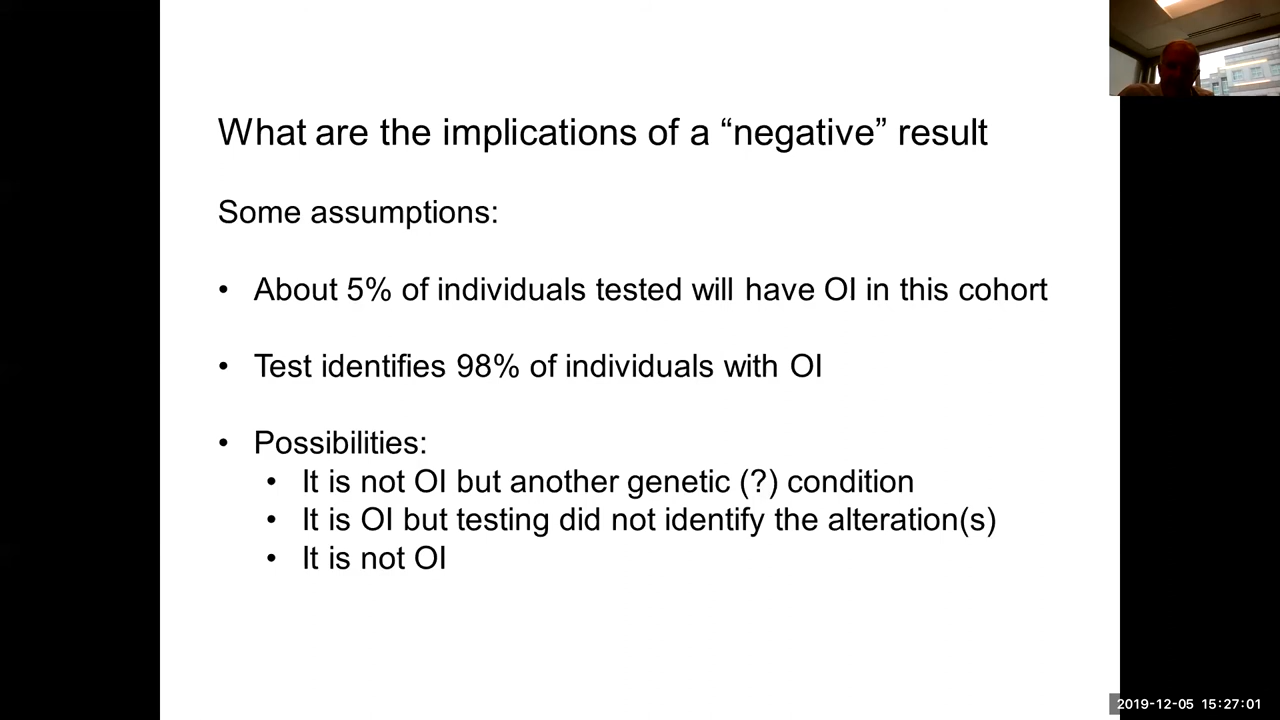 What are the implications of a “negative” result
Some assumptions:
• About 5% of individuals tested will have OI in this cohort
• Test identifies 98% of individuals with OI
• Possibilities:
• It is not OI but another genetic (?) condition
• It is OI but testing did not identify the alteration(s)
• It is not OI
2019-12-05 15:27:01